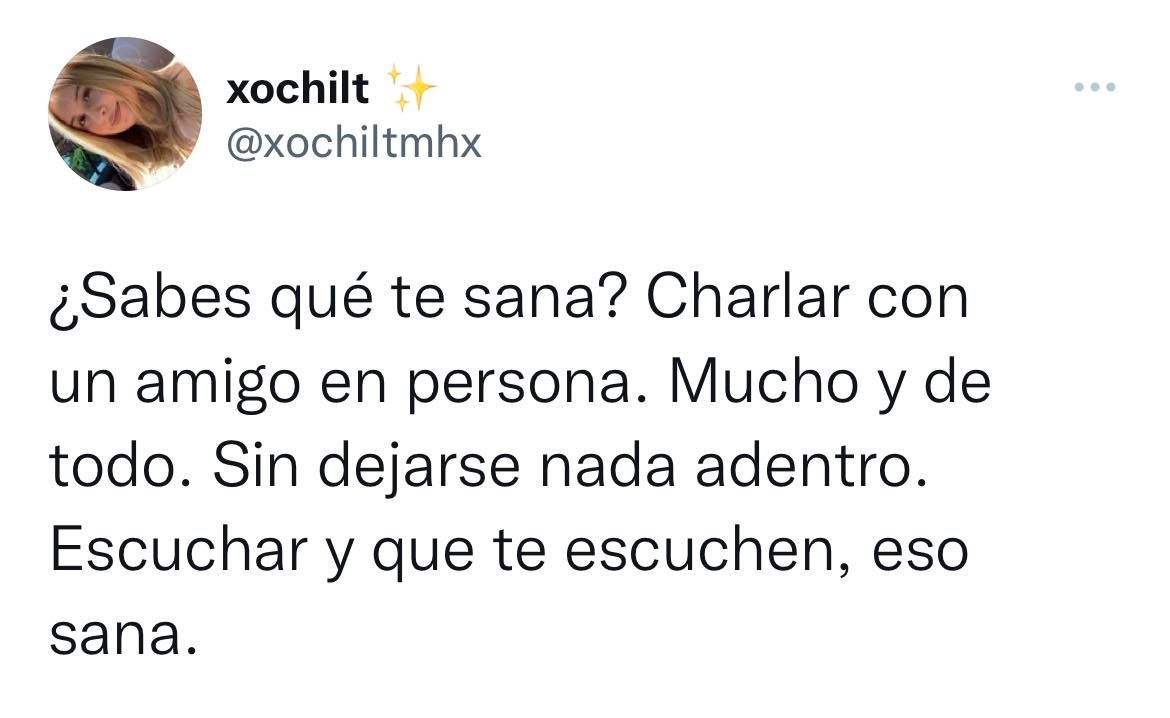 xochilt ✨
@xochiltmhx
¿Sabes qué te sana? Charlar con
un amigo en persona. Mucho y de
todo. Sin dejarse nada adentro.
Escuchar y que te escuchen, eso
sana.